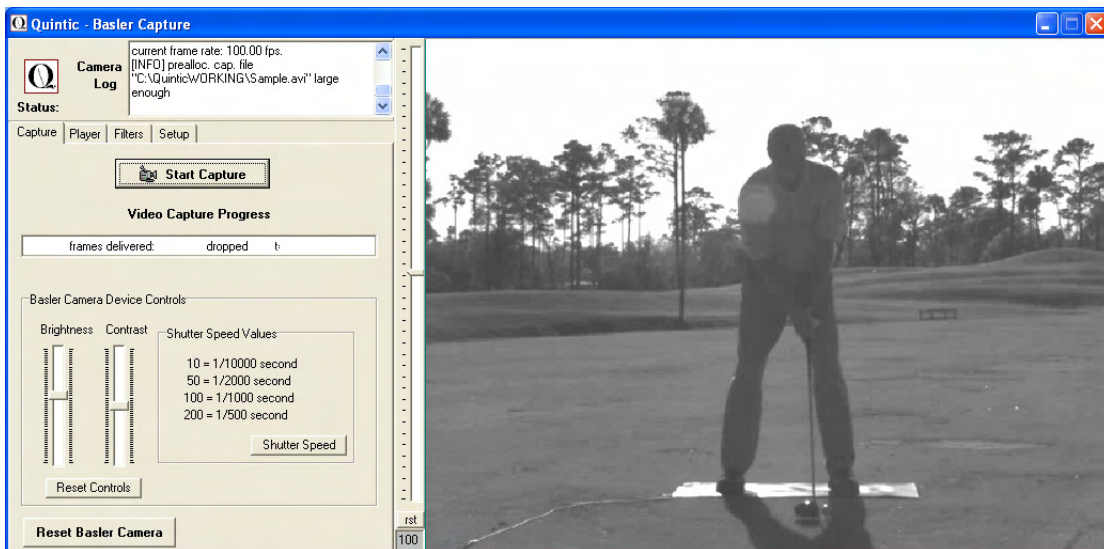 Quintic - Basler Capture
Camera
Log
current frame rate: 100.00 fps.
[INFO] prealloc. cap. file
"C:\QuinticWORKING\Sample.avi" large
enough
Q
Status:
Capture Player Filters Setup
Start Capture
Video Capture Progress
frames delivered: dropped t:
Basler Camera Device Controls
Brightness Contrast
Shutter Speed Values
10 = 1/10000 second
50 = 1/2000 second
100 = 1/1000 second
200 = 1/500 second
Shutter Speed
Reset Controls
Reset Basler Camera
rst
100